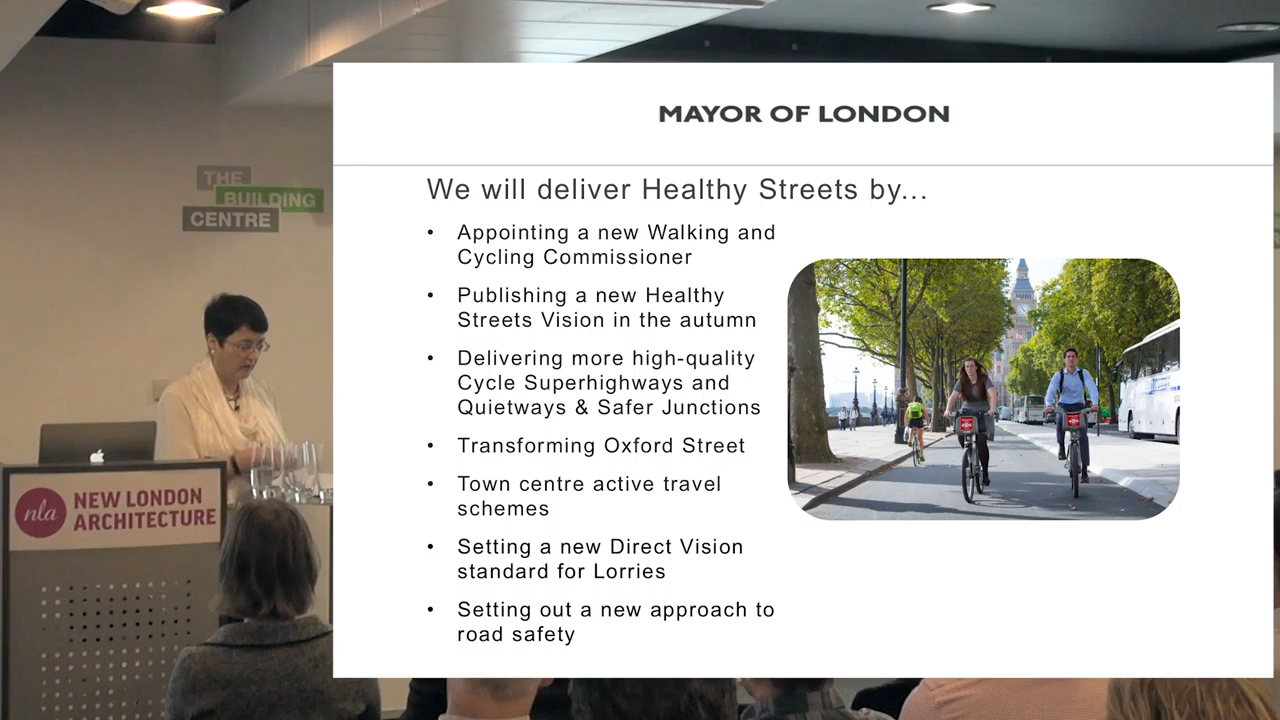 MAYOR OF LONDON
THE
BUILDING
CENTRE
We will deliver Healthy Streets by...
• Appointing a new Walking and
Cycling Commissioner
• Publishing a new Healthy
Streets Vision in the autumn
• Delivering more high-quality
Cycle Superhighways and
Quietways & Safer Junctions
• Transforming Oxford Street
• Town centre active travel
schemes
• Setting a new Direct Vision
standard for Lorries
• Setting out a new approach to
road safety
nla
NEW LONDON
ARCHITECTURE